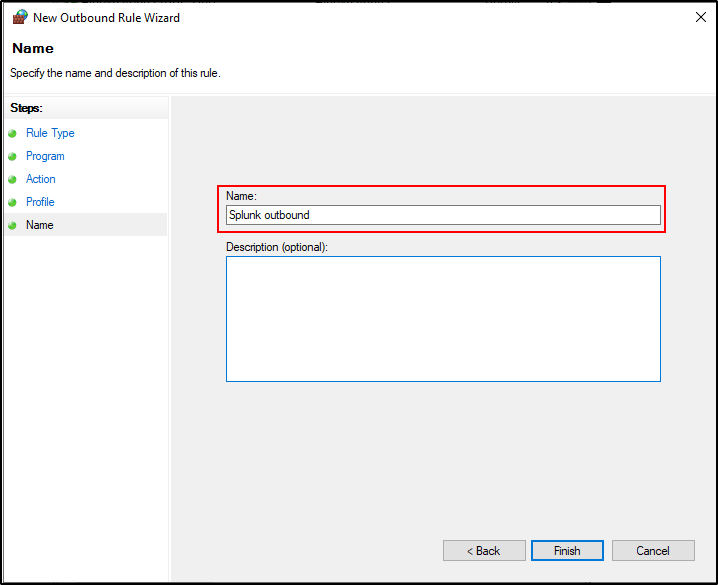 New Outbound Rule Wizard
Name
Specify the name and description of this rule.
Steps:
Rule Type
Program
Action
Profile
Name
Name:
Splunk outbound
Description (optional):
< Back
Finish
Cancel